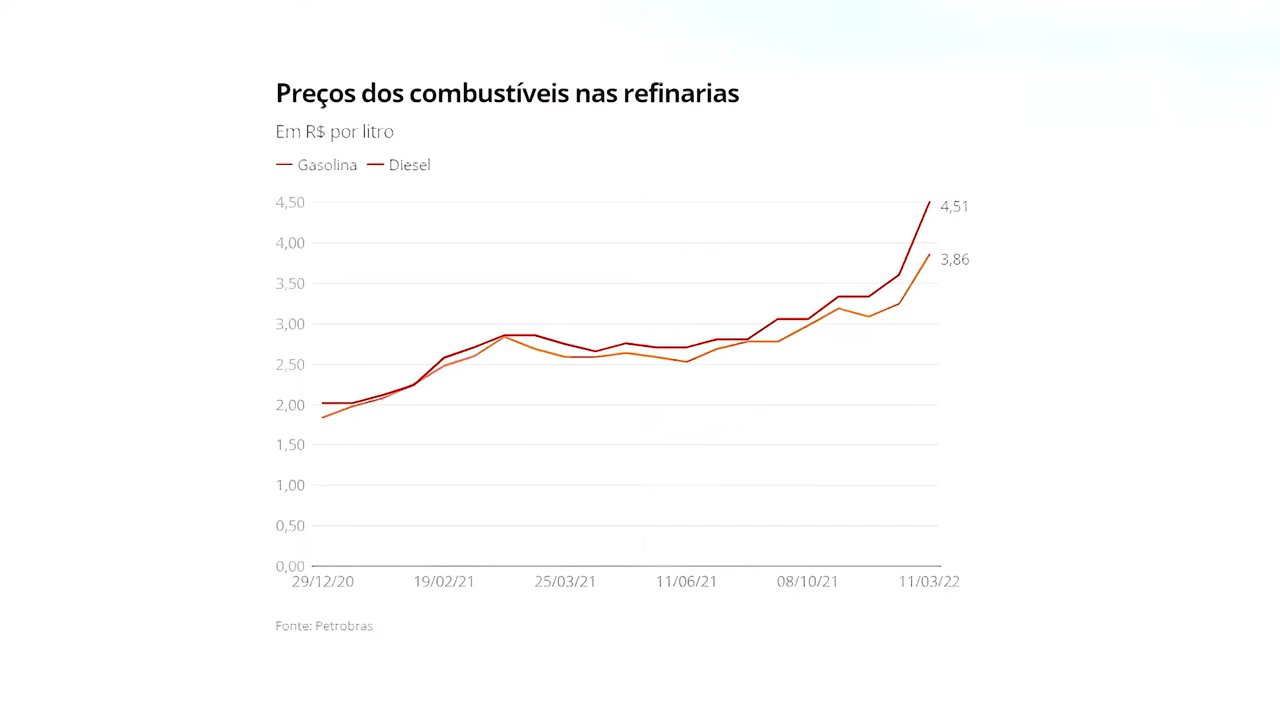 Preços dos combustíveis nas refinarias
Em R$ por litro
Gasolina Diesel
4,50
4,51
4,00
3,86
3,50
3,00
2,50
2,00
1,50
1,00
0,50
0,00
29/12/20 19/02/21 25/03/21 11/06/21 08/10/21 11/03/22
Fonte: Petrobras